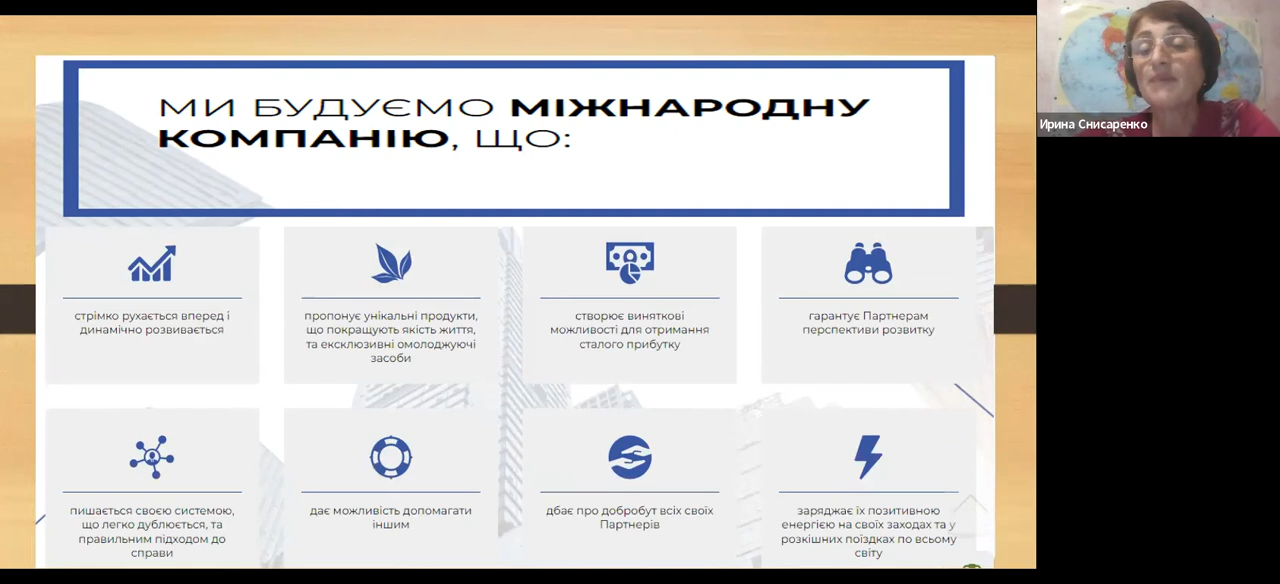 МИ БУДУЄМО МІЖНАРОДНУ
КОМПАНІЮ, ЩО:
Ирина Снисаренко
стрімко рухається вперед і
динамічно розвивається
пропонує унікальні продукти,
що покращують якість життя,
та ексклюзивні омолоджуючі
засоби
створює виняткові
можливості для отримання
сталого прибутку
гарантує Партнерам
перспективи розвитку
пишається своєю системою,
що легко дублюється, та
правильним підходом до
справи
дає можливість допомагати
іншим
дбає про добробут всіх своїх
Партнерів
заряджає їх позитивною
енергією на своїх заходах та у
розкішних поїздках по всьому
світу